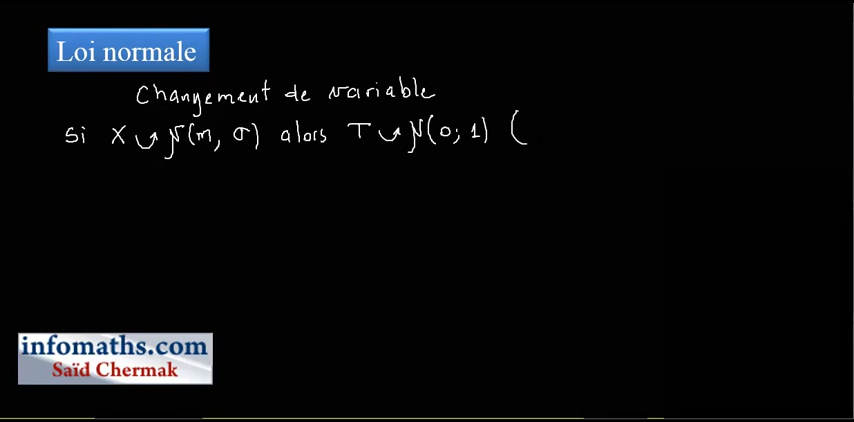 Loi normale
Changement de variable
Si X ↪ N(m, σ) alors T ↪ N(0; 1) (
infomaths.com
Saïd Chermak